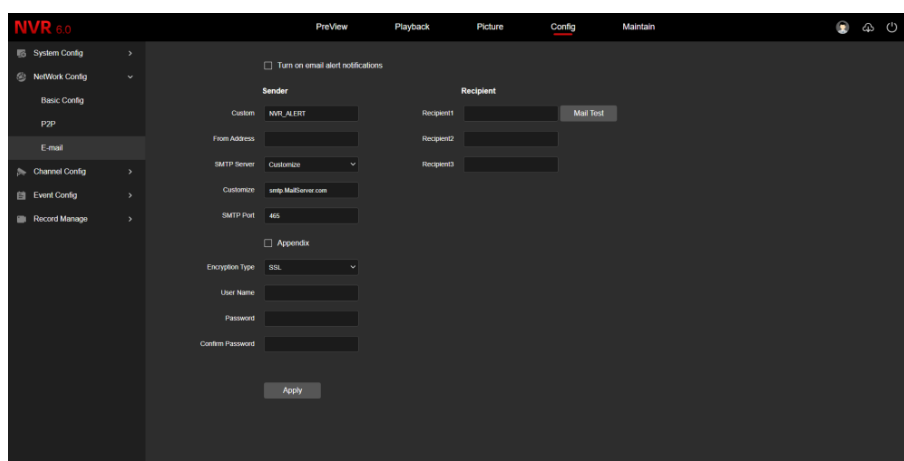 NVR 6.0 PreView Playback Picture Config Maintain
System Config
Turn on email alert notifications
NetWork Config
Sender Recipient
Basic Config
Custom NVR_ALERT Recipient1 Mail Test
P2P
From Address Recipient2
E-mail
SMTP Server Customize Recipient3
Channel Config
Customize smtp.MailServer.com
Event Config
SMTP Port 465
Record Manage
Appendix
Encryption Type SSL
User Name
Password
Confirm Password
Apply